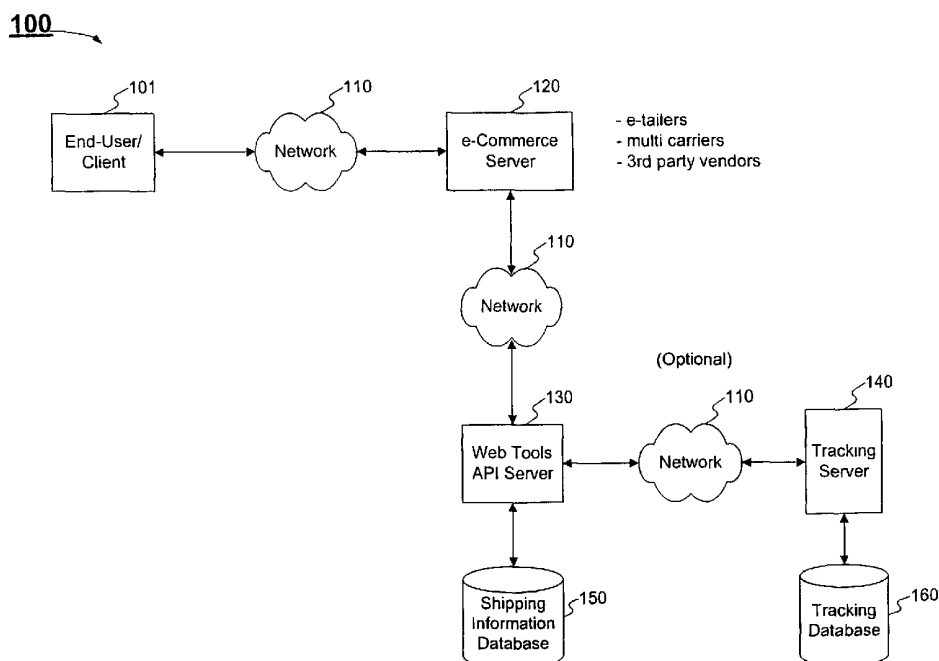 100
101
110
120
End-User/
Client
Network
e-Commerce
Server
- e-tailers
- multi carriers
- 3rd party vendors
110
Network
(Optional)
130
110
140
Web Tools
API Server
Network
Tracking
Server
Shipping
Information
Database
150
Tracking
Database
160